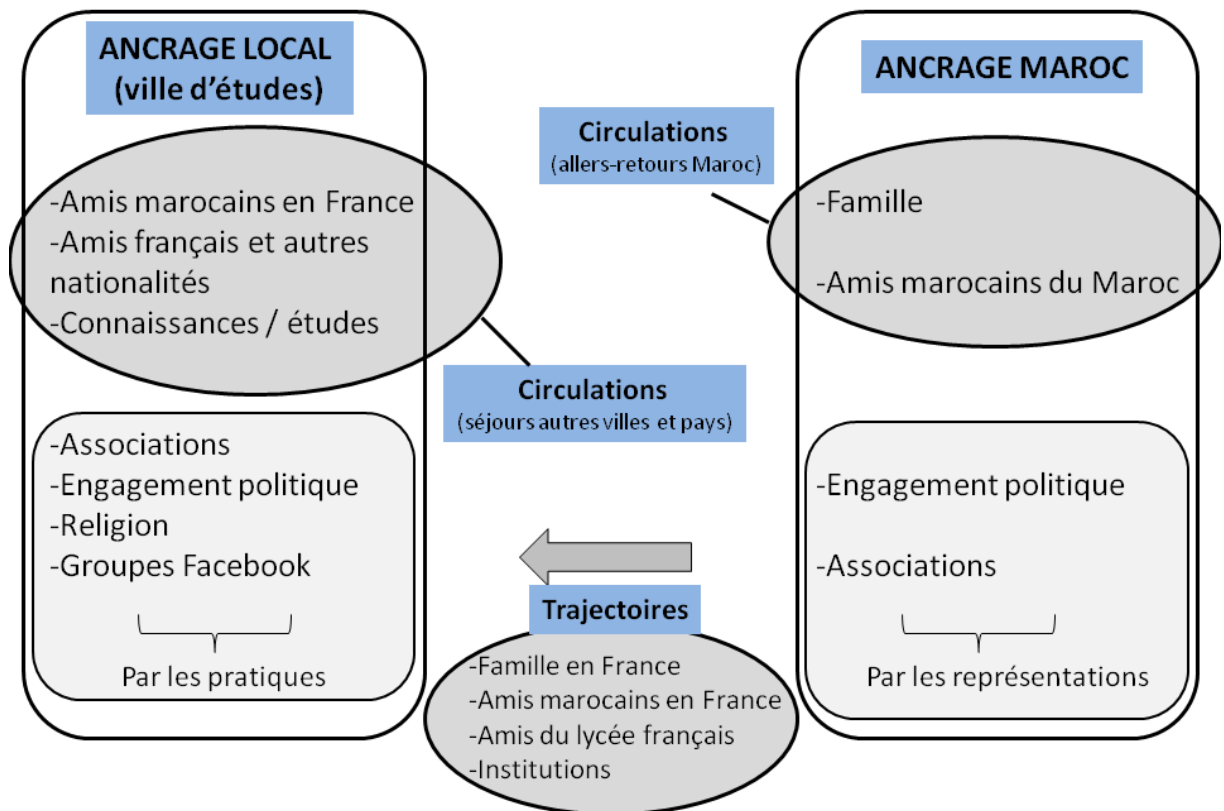 ANCRAGE LOCAL
(ville d'études)
-Amis marocains en France
-Amis français et autres
nationalités
-Connaissances / études
-Associations
-Engagement politique
-Religion
-Groupes Facebook
Par les pratiques
Circulations
(allers-retours Maroc)
Circulations
(séjours autres villes et pays)
Trajectoires
-Famille en France
-Amis marocains en France
-Amis du lycée français
-Institutions
ANCRAGE MAROC
-Famille
-Amis marocains du Maroc
-Engagement politique
-Associations
Par les représentations